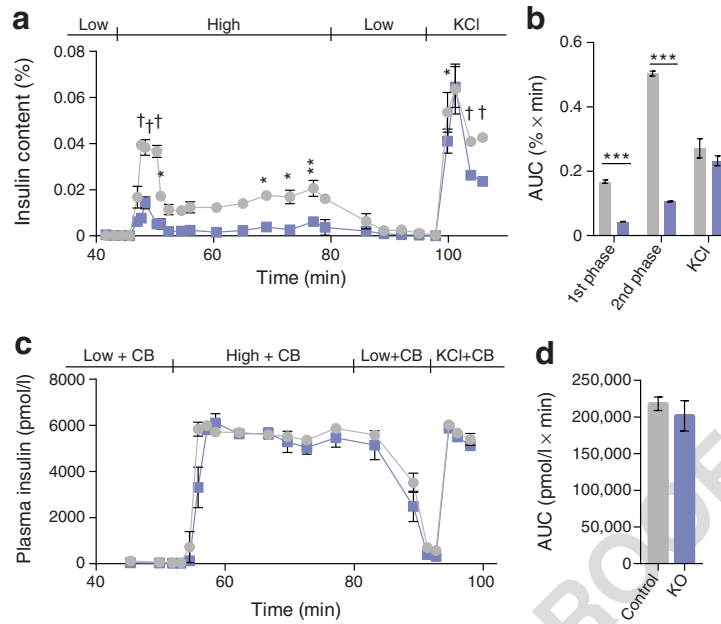 a
Low High Low KCl
Insulin content (%)
0.08
0.06
0.04
0.02
0
40 60 80 100
Time (min)
† † †
*
* * **
*
† †
b
AUC (% × min)
0.6
0.4
0.2
0
***
***
1st phase 2nd phase KCl
c
Low + CB High + CB Low+CB KCl+CB
Plasma insulin (pmol/l)
8000
6000
4000
2000
0
40 60 80 100
Time (min)
d
AUC (pmol/l × min)
250,000
200,000
150,000
100,000
50,000
0
Control KO
PROOF